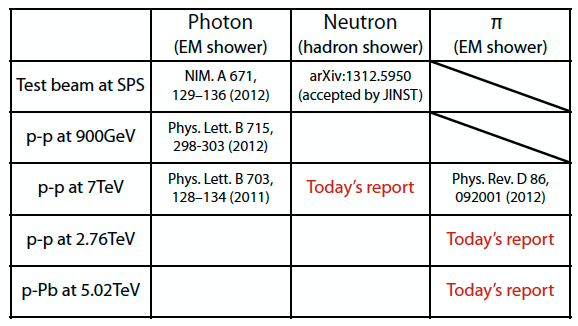 Photon
(EM shower)
Neutron
(hadron shower)
π
(EM shower)
Test beam at SPS
NIM. A 671,
129–136 (2012)
arXiv:1312.5950
(accepted by JINST)
p-p at 900GeV
Phys. Lett. B 715,
298-303 (2012)
p-p at 7TeV
Phys. Lett. B 703,
128–134 (2011)
Today's report
Phys. Rev. D 86,
092001 (2012)
p-p at 2.76TeV
Today's report
p-Pb at 5.02TeV
Today's report